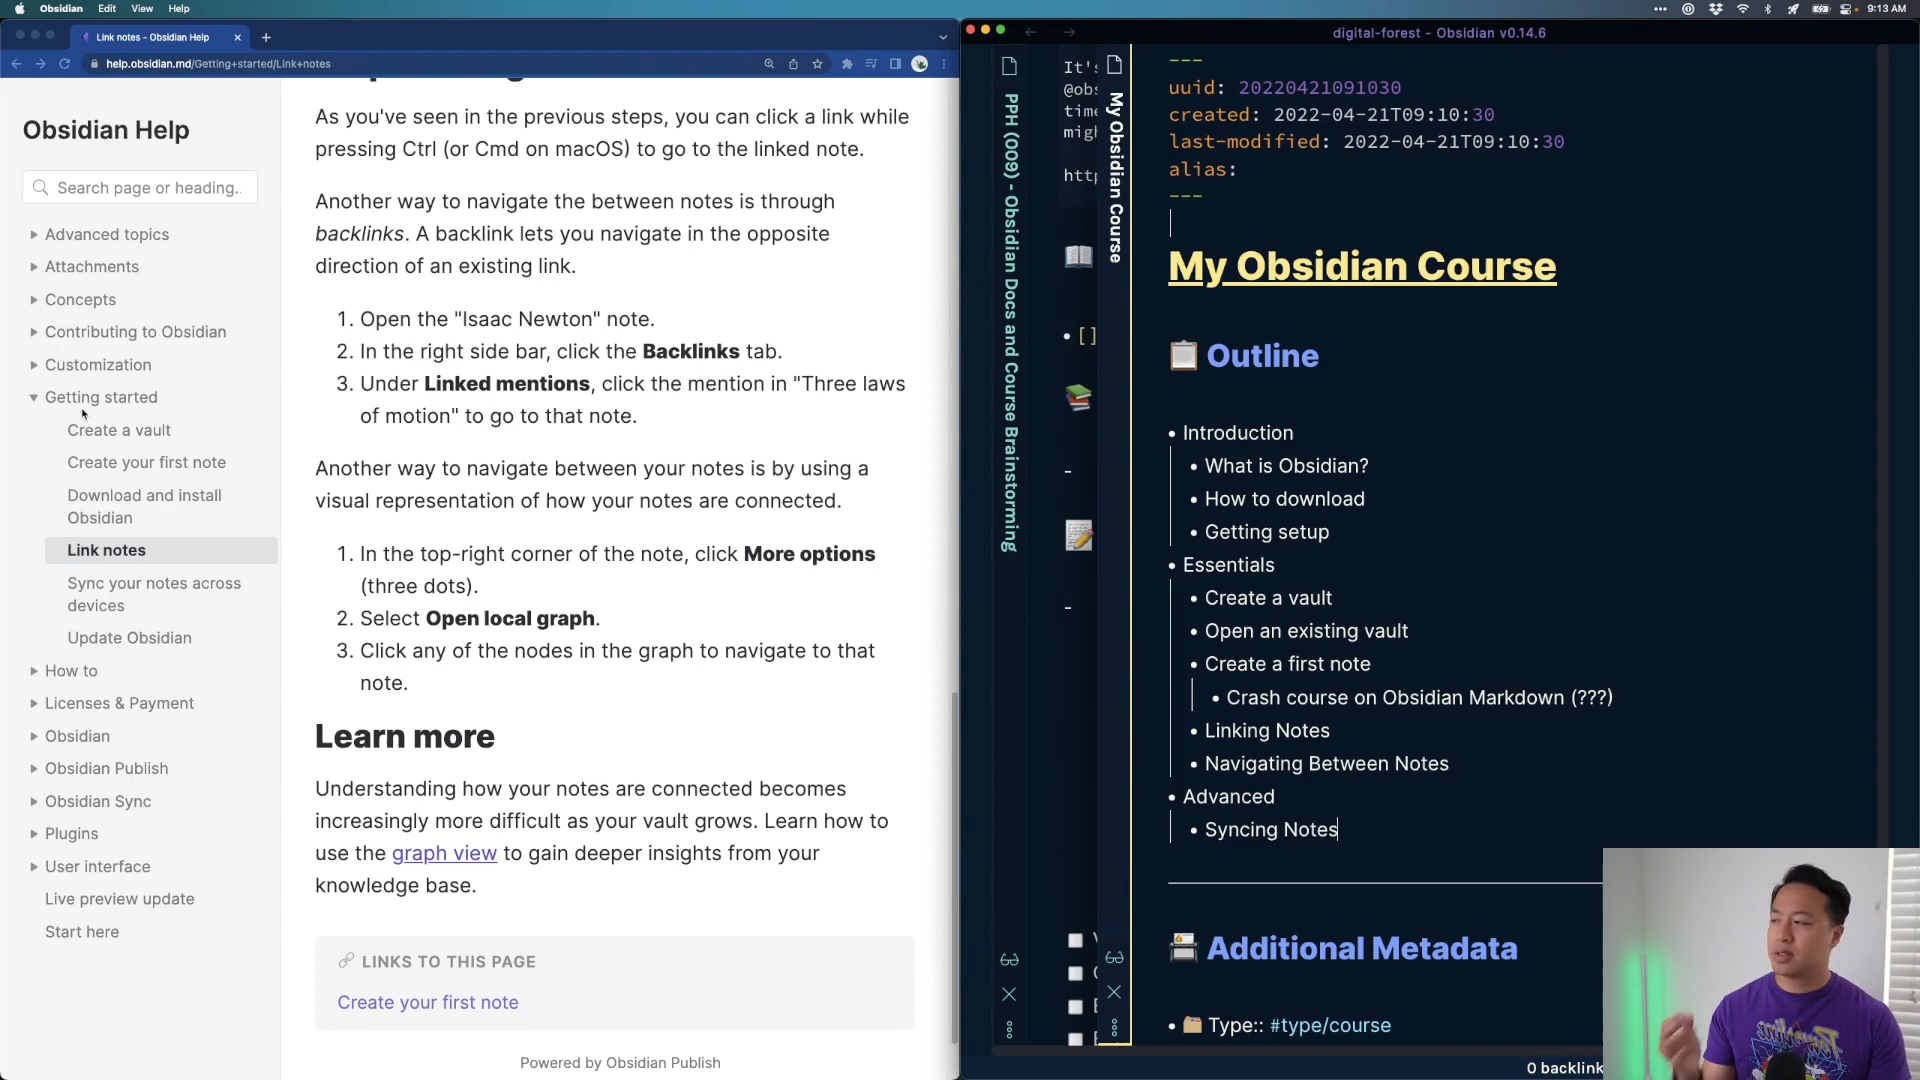 Obsidian Edit View Help
9:13 AM
Link notes - Obsidian Help
help.obsidian.md/Getting+started/Link+notes
Obsidian Help
Search page or heading..
Advanced topics
Attachments
Concepts
Contributing to Obsidian
Customization
Getting started
Create a vault
Create your first note
Download and install
Obsidian
Link notes
Sync your notes across
devices
Update Obsidian
How to
Licenses & Payment
Obsidian
Obsidian Publish
Obsidian Sync
Plugins
User interface
Live preview update
Start here
As you've seen in the previous steps, you can click a link while
pressing Ctrl (or Cmd on macOS) to go to the linked note.
Another way to navigate the between notes is through
backlinks. A backlink lets you navigate in the opposite
direction of an existing link.
1. Open the "Isaac Newton" note.
2. In the right side bar, click the Backlinks tab.
3. Under Linked mentions, click the mention in "Three laws
of motion" to go to that note.
Another way to navigate between your notes is by using a
visual representation of how your notes are connected.
1. In the top-right corner of the note, click More options
(three dots).
2. Select Open local graph.
3. Click any of the nodes in the graph to navigate to that
note.
Learn more
Understanding how your notes are connected becomes
increasingly more difficult as your vault grows. Learn how to
use the graph view to gain deeper insights from your
knowledge base.
LINKS TO THIS PAGE
Create your first note
Powered by Obsidian Publish
digital-forest - Obsidian v0.14.6
PPH (009) - Obsidian Docs and Course Brainstorming
It's
@obs
time
migh
http
• []
-
-
My Obsidian Course
---
uuid: 20220421091030
created: 2022-04-21T09:10:30
last-modified: 2022-04-21T09:10:30
alias:
---
My Obsidian Course
Outline
• Introduction
• What is Obsidian?
• How to download
• Getting setup
• Essentials
• Create a vault
• Open an existing vault
• Create a first note
• Crash course on Obsidian Markdown (???)
• Linking Notes
• Navigating Between Notes
• Advanced
• Syncing Notes
Additional Metadata
• Type:: #type/course
0 backlink